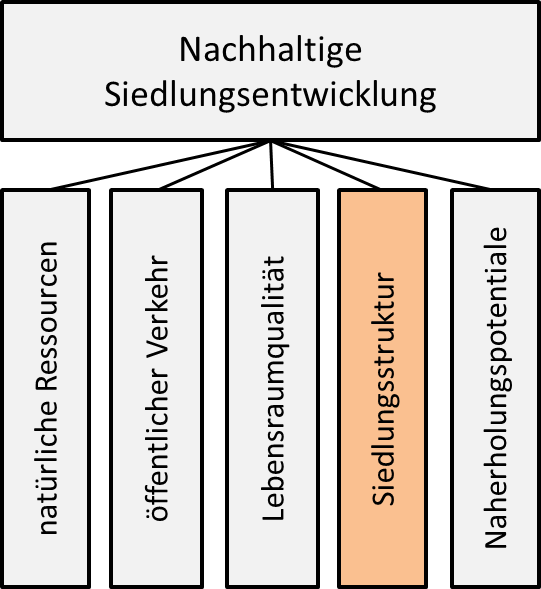 Nachhaltige
Siedlungsentwicklung
natürliche Ressourcen
öffentlicher Verkehr
Lebensraumqualität
Siedlungsstruktur
Naherholungspotentiale